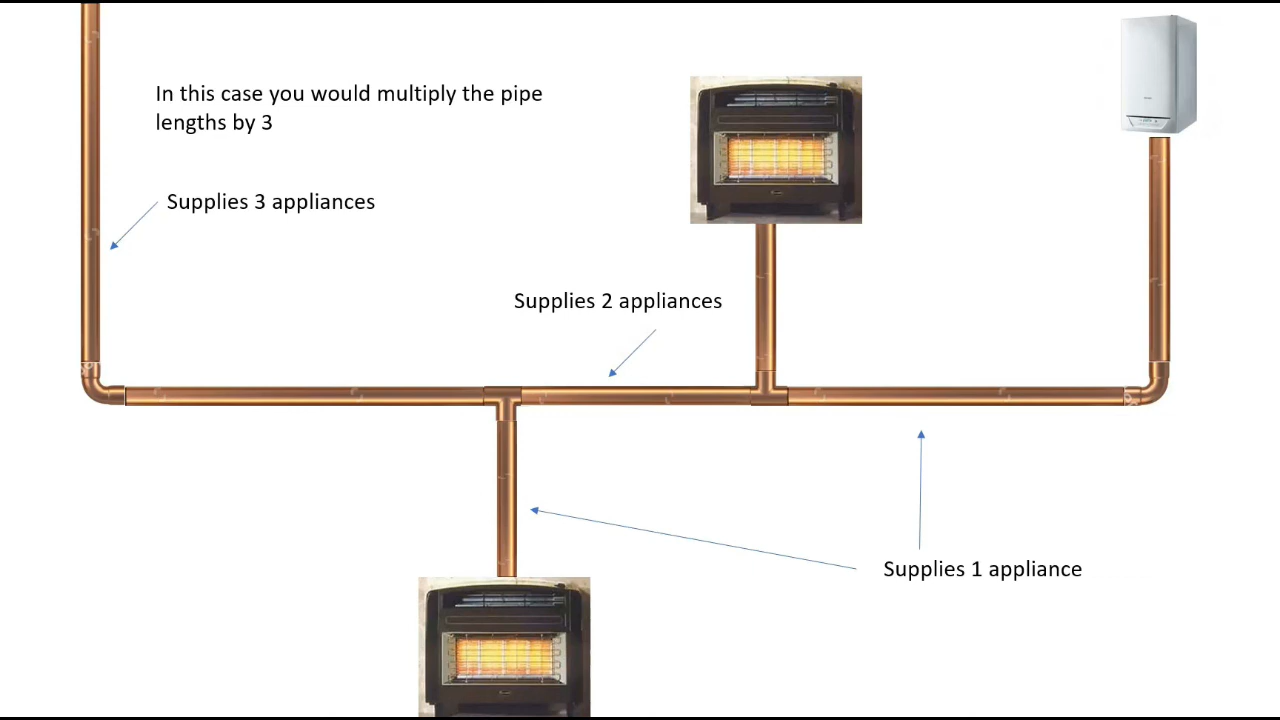 In this case you would multiply the pipe
lengths by 3
Supplies 3 appliances
Supplies 2 appliances
Supplies 1 appliance